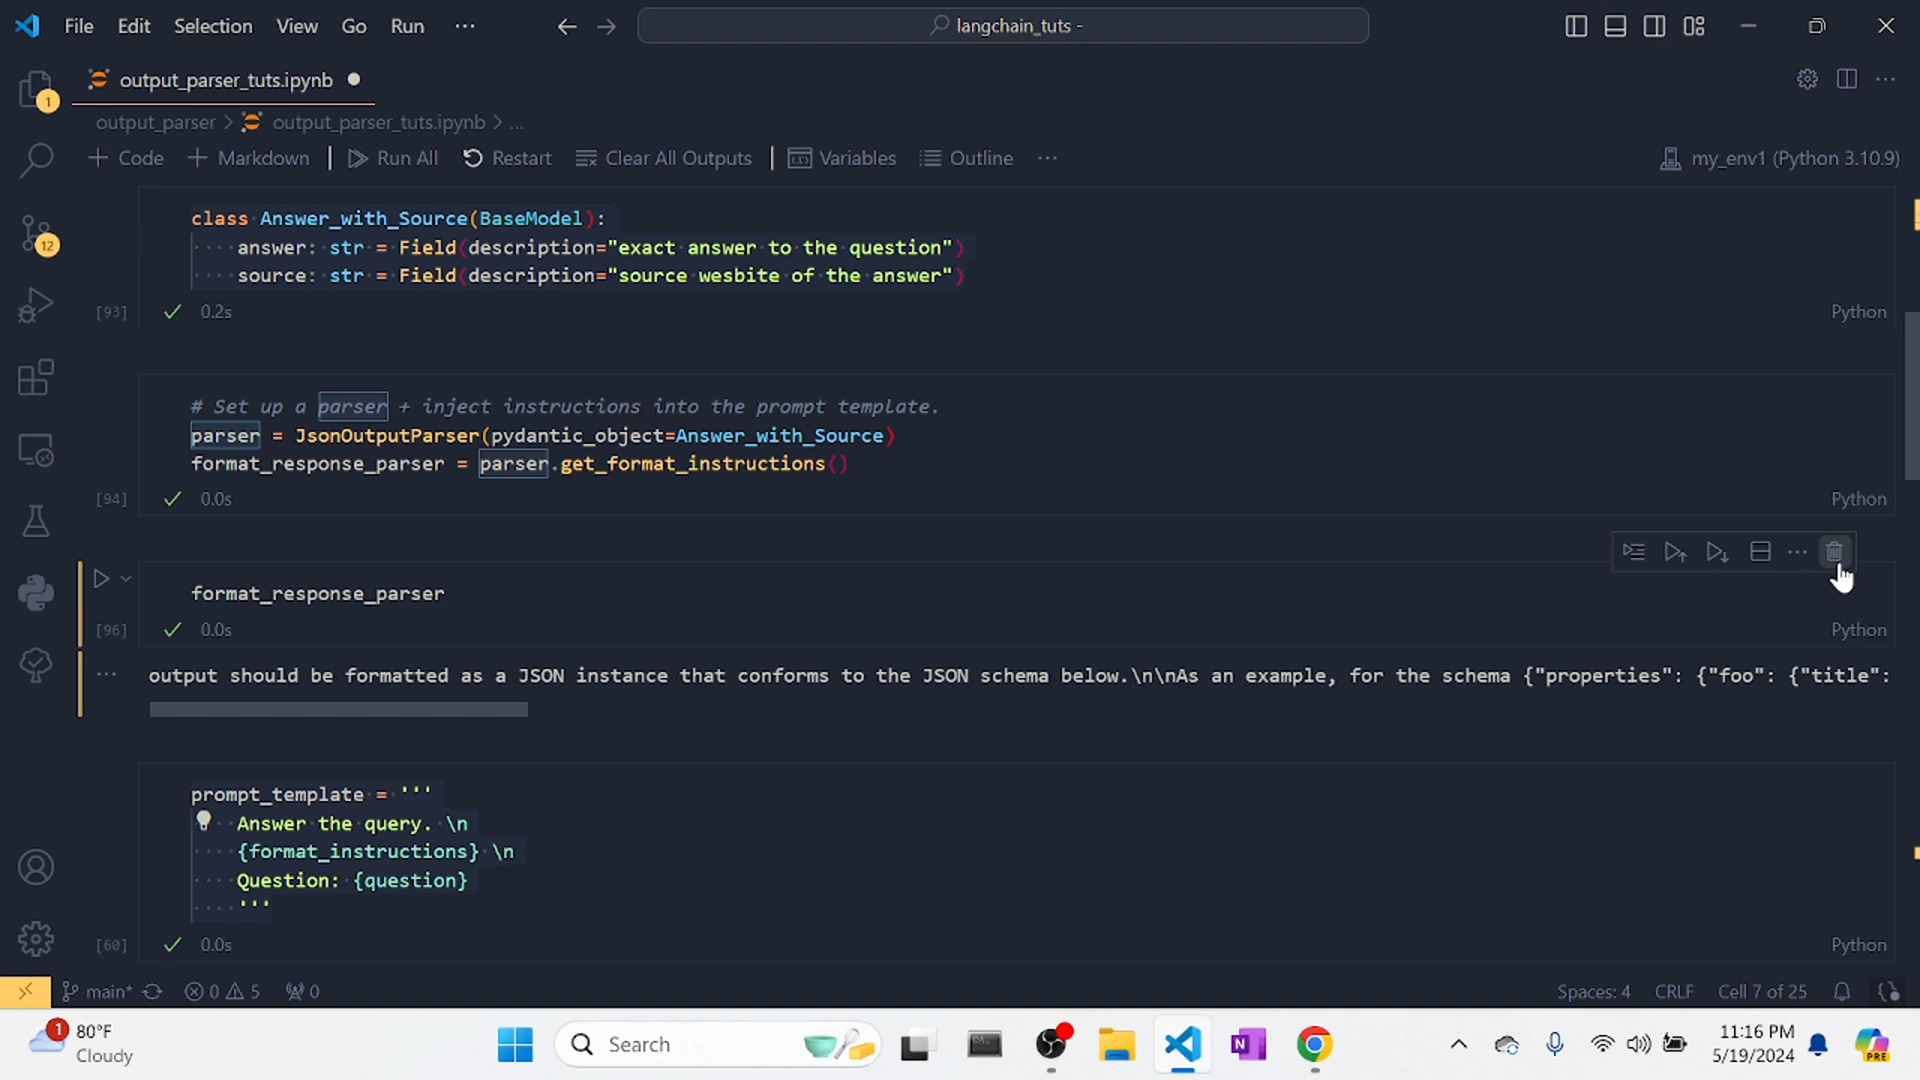 File Edit Selection View Go Run ... langchain_tuts -
output_parser_tuts.ipynb
1
output_parser > output_parser_tuts.ipynb > ...
+ Code + Markdown | Run All Restart Clear All Outputs | Variables Outline ... my_env1 (Python 3.10.9)
class Answer_with_Source(BaseModel):
answer: str = Field(description="exact answer to the question")
source: str = Field(description="source wesbite of the answer")
12
[93] 0.2s Python
# Set up a parser + inject instructions into the prompt template.
parser = JsonOutputParser(pydantic_object=Answer_with_Source)
format_response_parser = parser.get_format_instructions()
[94] 0.0s Python
format_response_parser
[96] 0.0s Python
... output should be formatted as a JSON instance that conforms to the JSON schema below.\n\nAs an example, for the schema {"properties": {"foo": {"title":
prompt_template = '''
Answer the query. \n
{format_instructions} \n
Question: {question}
'''
[60] 0.0s Python
main* 0 5 0 Spaces: 4 CRLF Cell 7 of 25
1 80°F
Cloudy
Search
11:16 PM
5/19/2024
PRE